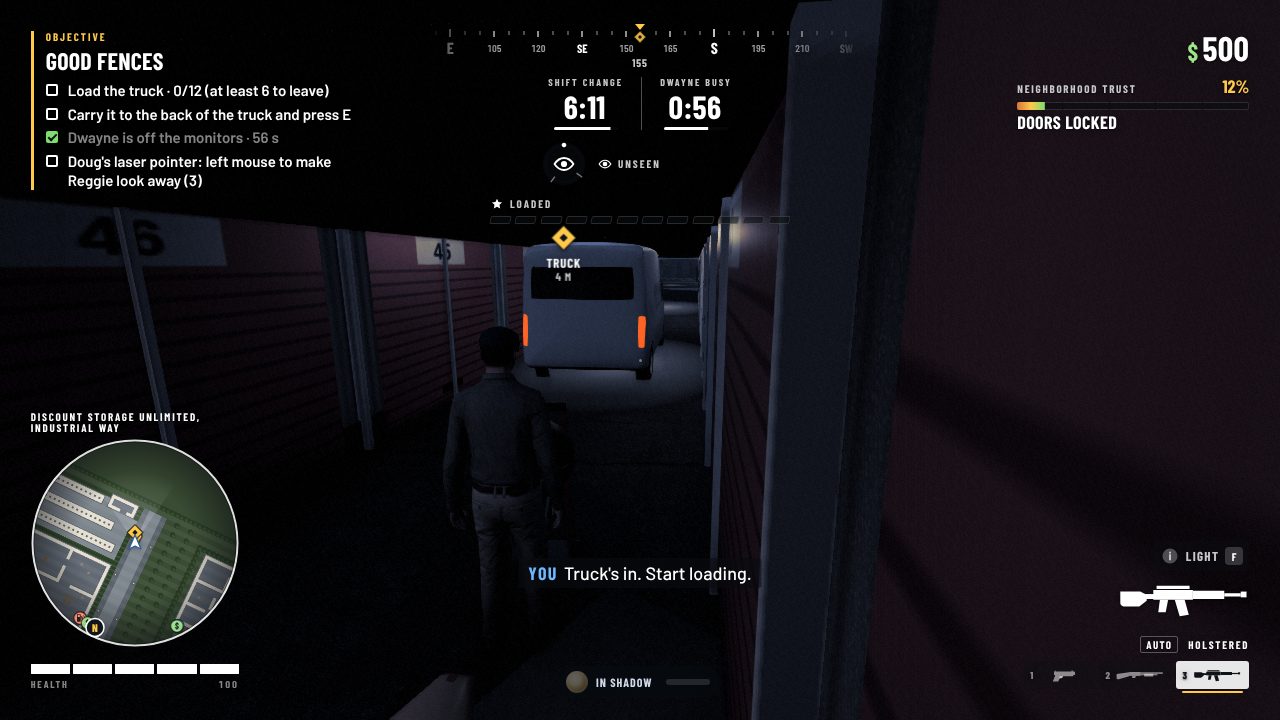 OBJECTIVE
GOOD FENCES
Load the truck · 0/12 (at least 6 to leave)
Carry it to the back of the truck and press E
Dwayne is off the monitors · 56 s
Doug's laser pointer: left mouse to make
Reggie look away (3)
E 105 120 SE 150 165 S 195 210 SW
155
SHIFT CHANGE DWAYNE BUSY
6:11 0:56
UNSEEN
LOADED
$500
NEIGHBORHOOD TRUST 12%
DOORS LOCKED
46
46
TRUCK
4 M
DISCOUNT STORAGE UNLIMITED,
INDUSTRIAL WAY
N
$
HEALTH 100
YOU Truck's in. Start loading.
IN SHADOW
LIGHT F
AUTO HOLSTERED
1 2 3